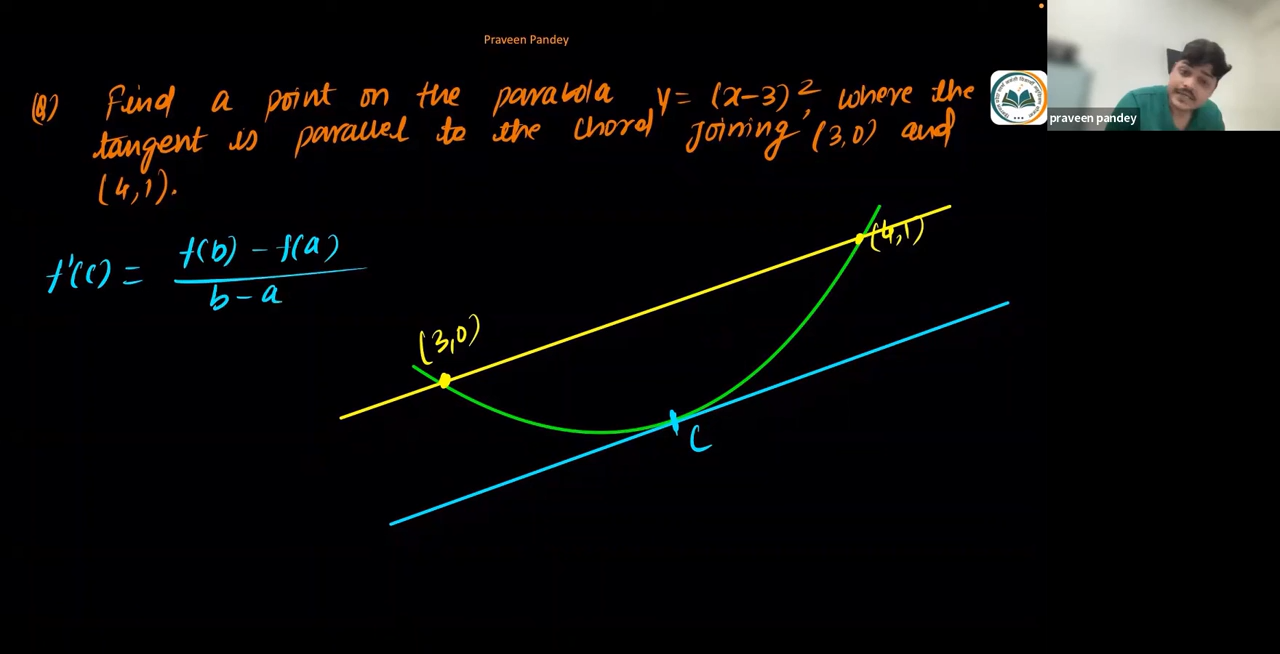 Praveen Pandey
(Q) Find a point on the parabola y = (x-3)², where the
tangent is parallel to the chord joining (3,0) and
(4,1).
f'(c) = f(b) - f(a)
b - a
(4,1)
(3,0)
C
praveen pandey